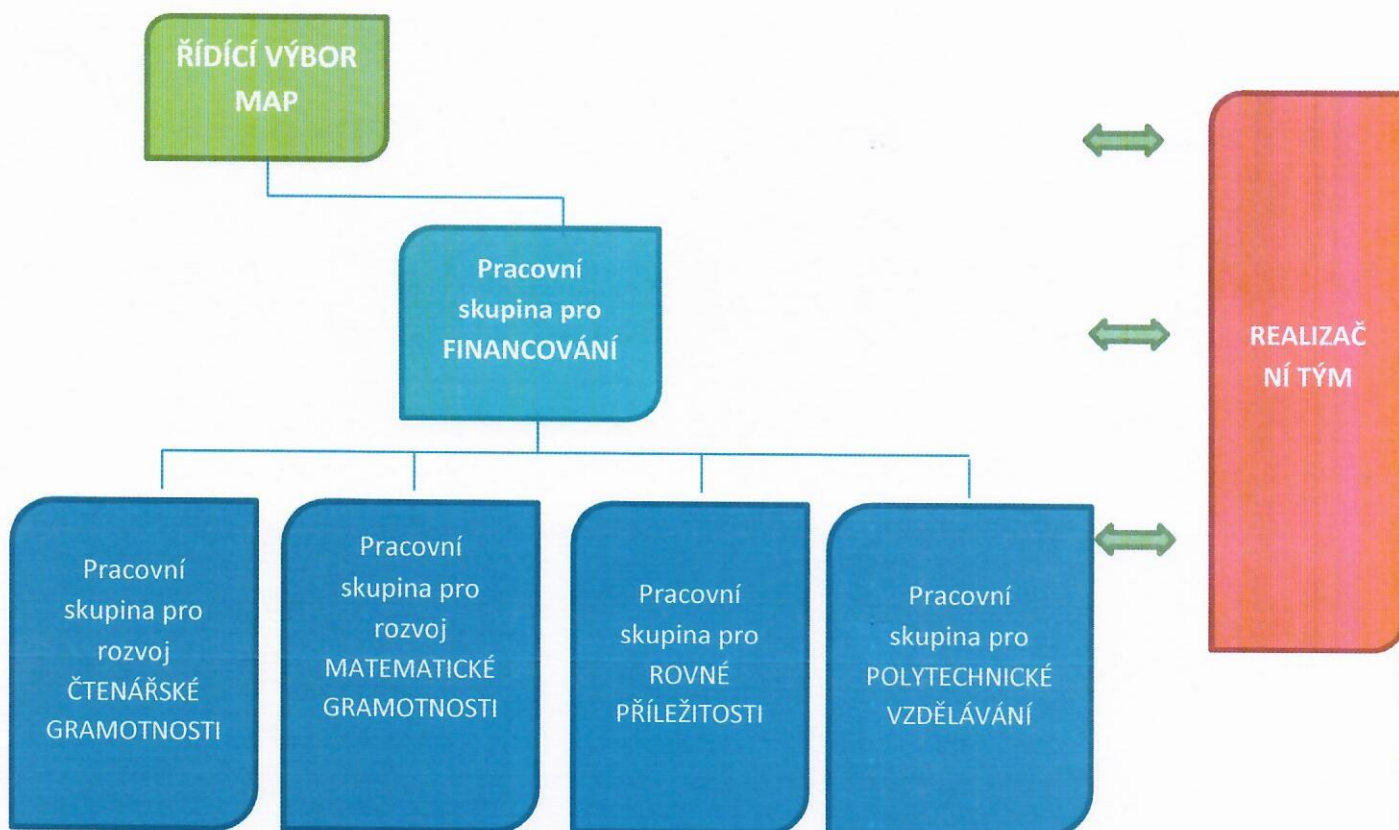 ŘÍDÍCÍ VÝBOR
MAP
Pracovní
skupina pro
FINANCOVÁNÍ
REALIZAČ
NÍ TÝM
Pracovní
skupina pro
rozvoj
ČTENÁŘSKÉ
GRAMOTNOSTI
Pracovní
skupina pro
rozvoj
MATEMATICKÉ
GRAMOTNOSTI
Pracovní
skupina pro
ROVNÉ
PŘÍLEŽITOSTI
Pracovní
skupina pro
POLYTECHNICKÉ
VZDĚLÁVÁNÍ